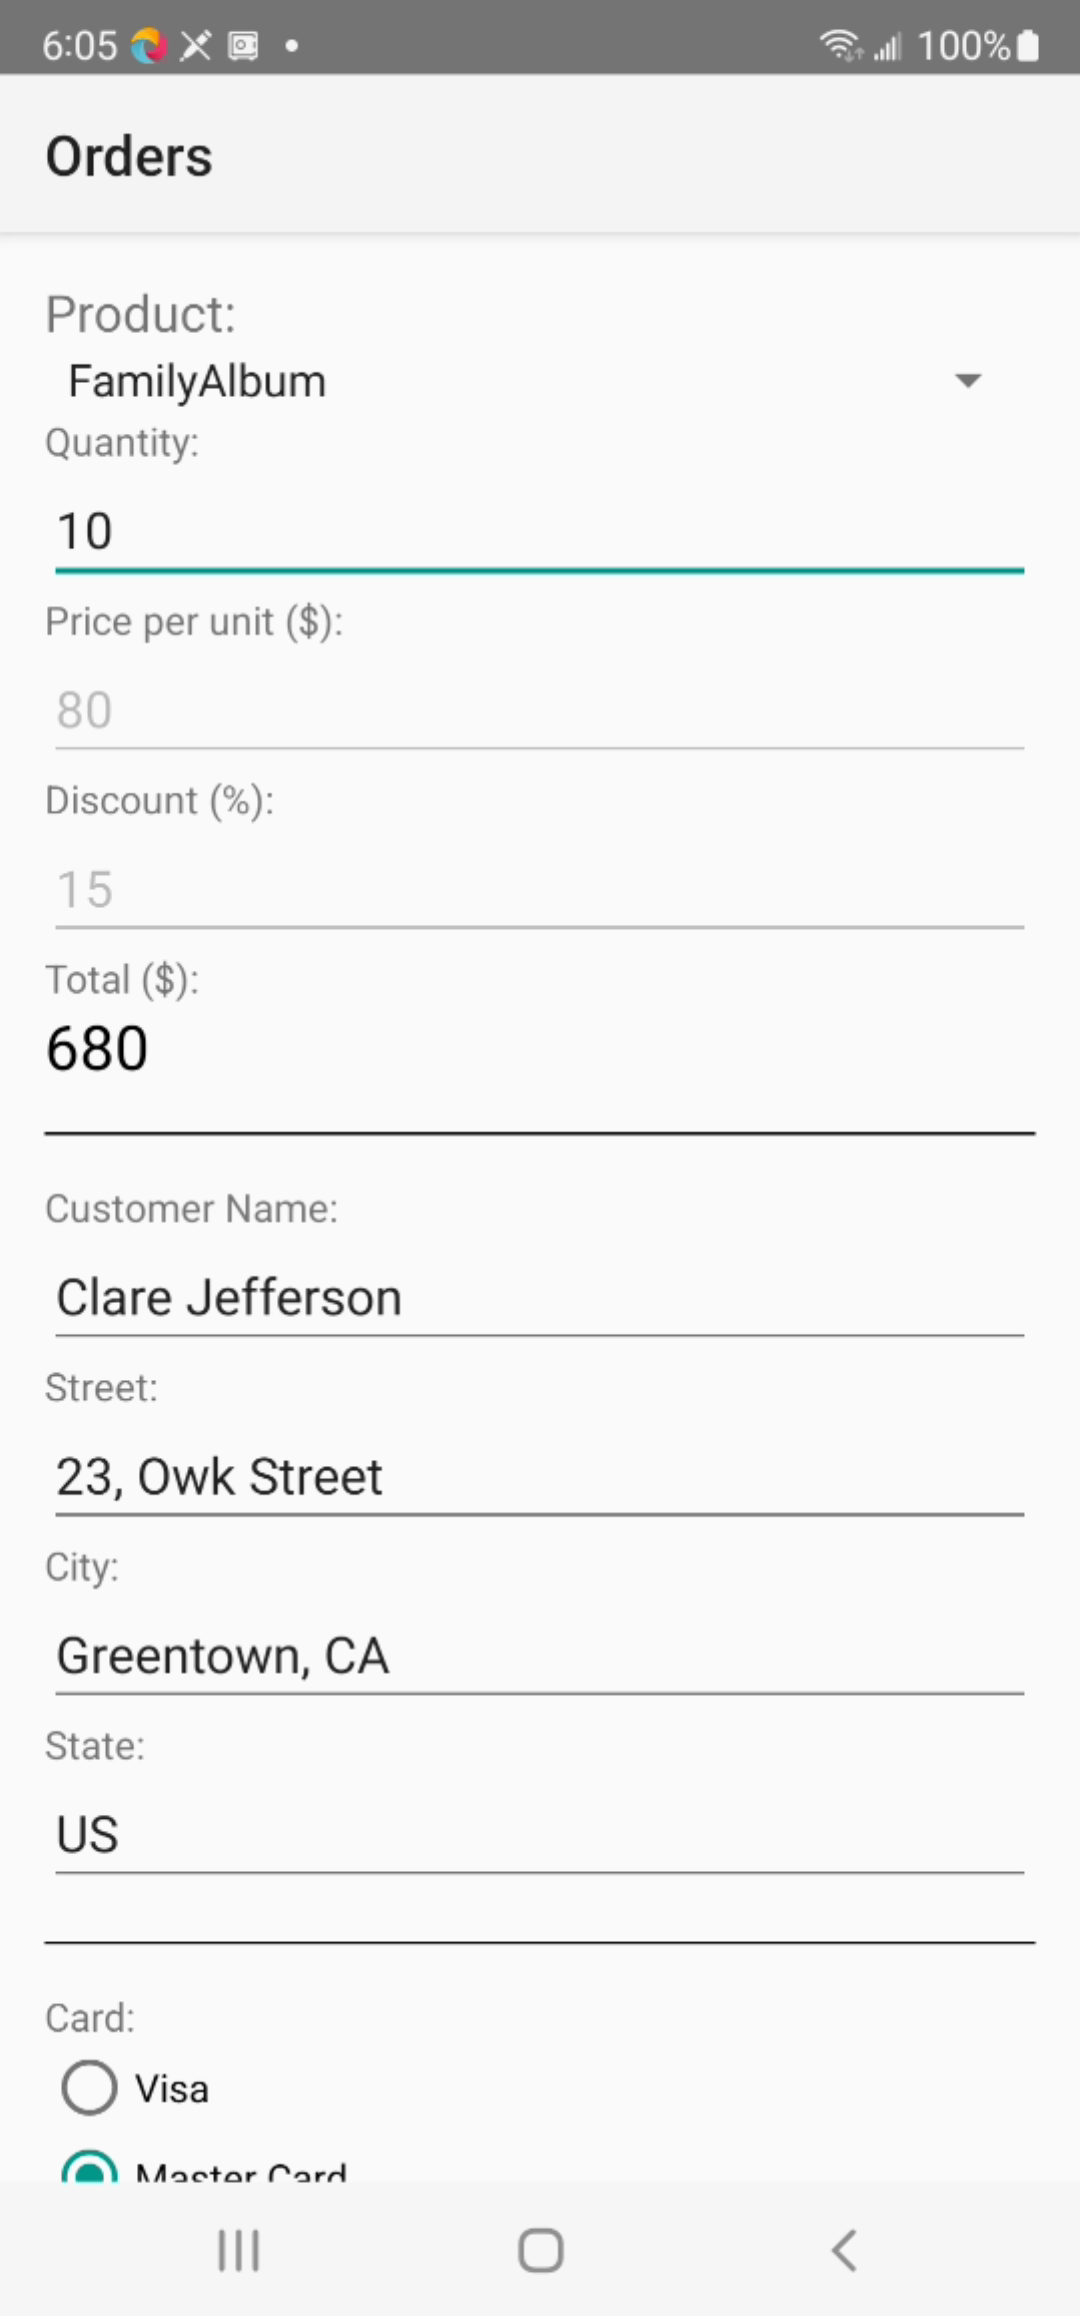 6:05 100%
Orders
Product:
FamilyAlbum
Quantity:
10
Price per unit ($):
80
Discount (%):
15
Total ($):
680
Customer Name:
Clare Jefferson
Street:
23, Owk Street
City:
Greentown, CA
State:
US
Card:
Visa
Master Card